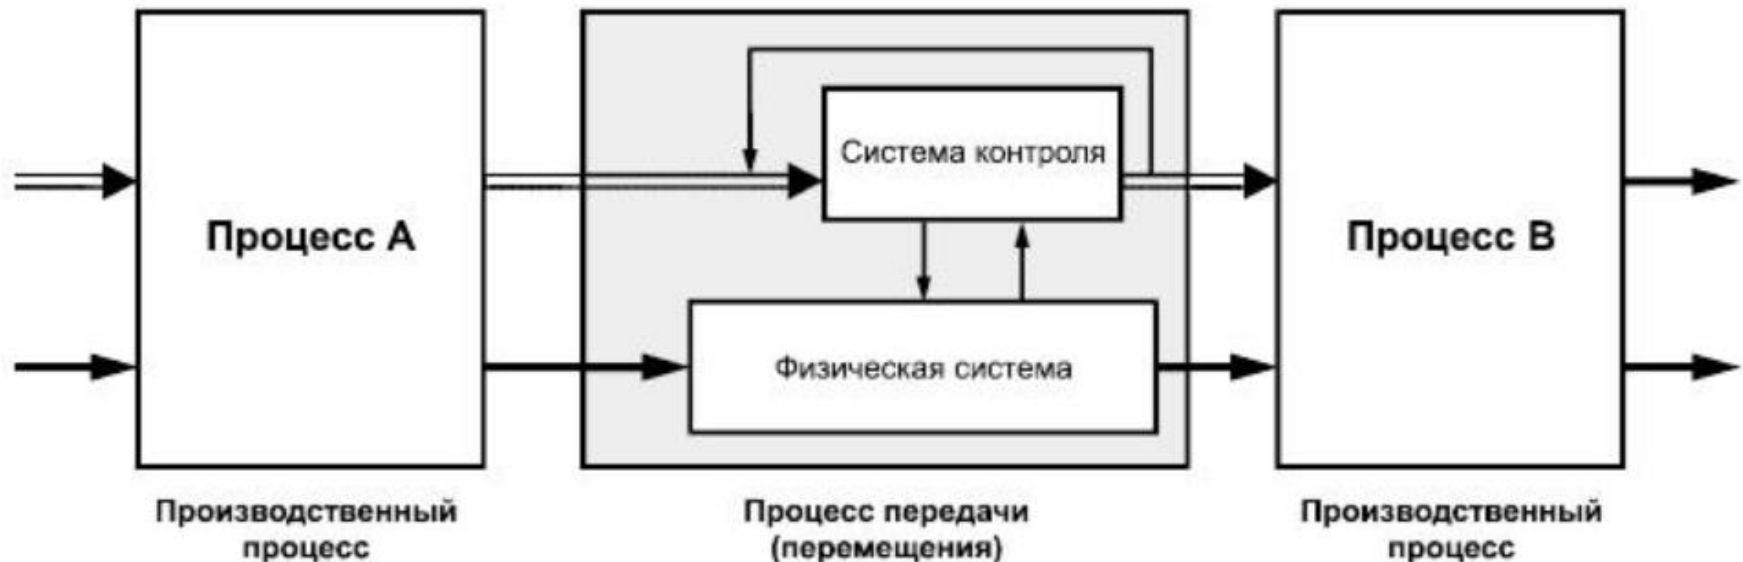 Система контроля
Процесс А
Процесс В
Физическая система
Производственный
процесс
Процесс передачи
(перемещения)
Производственный
процесс